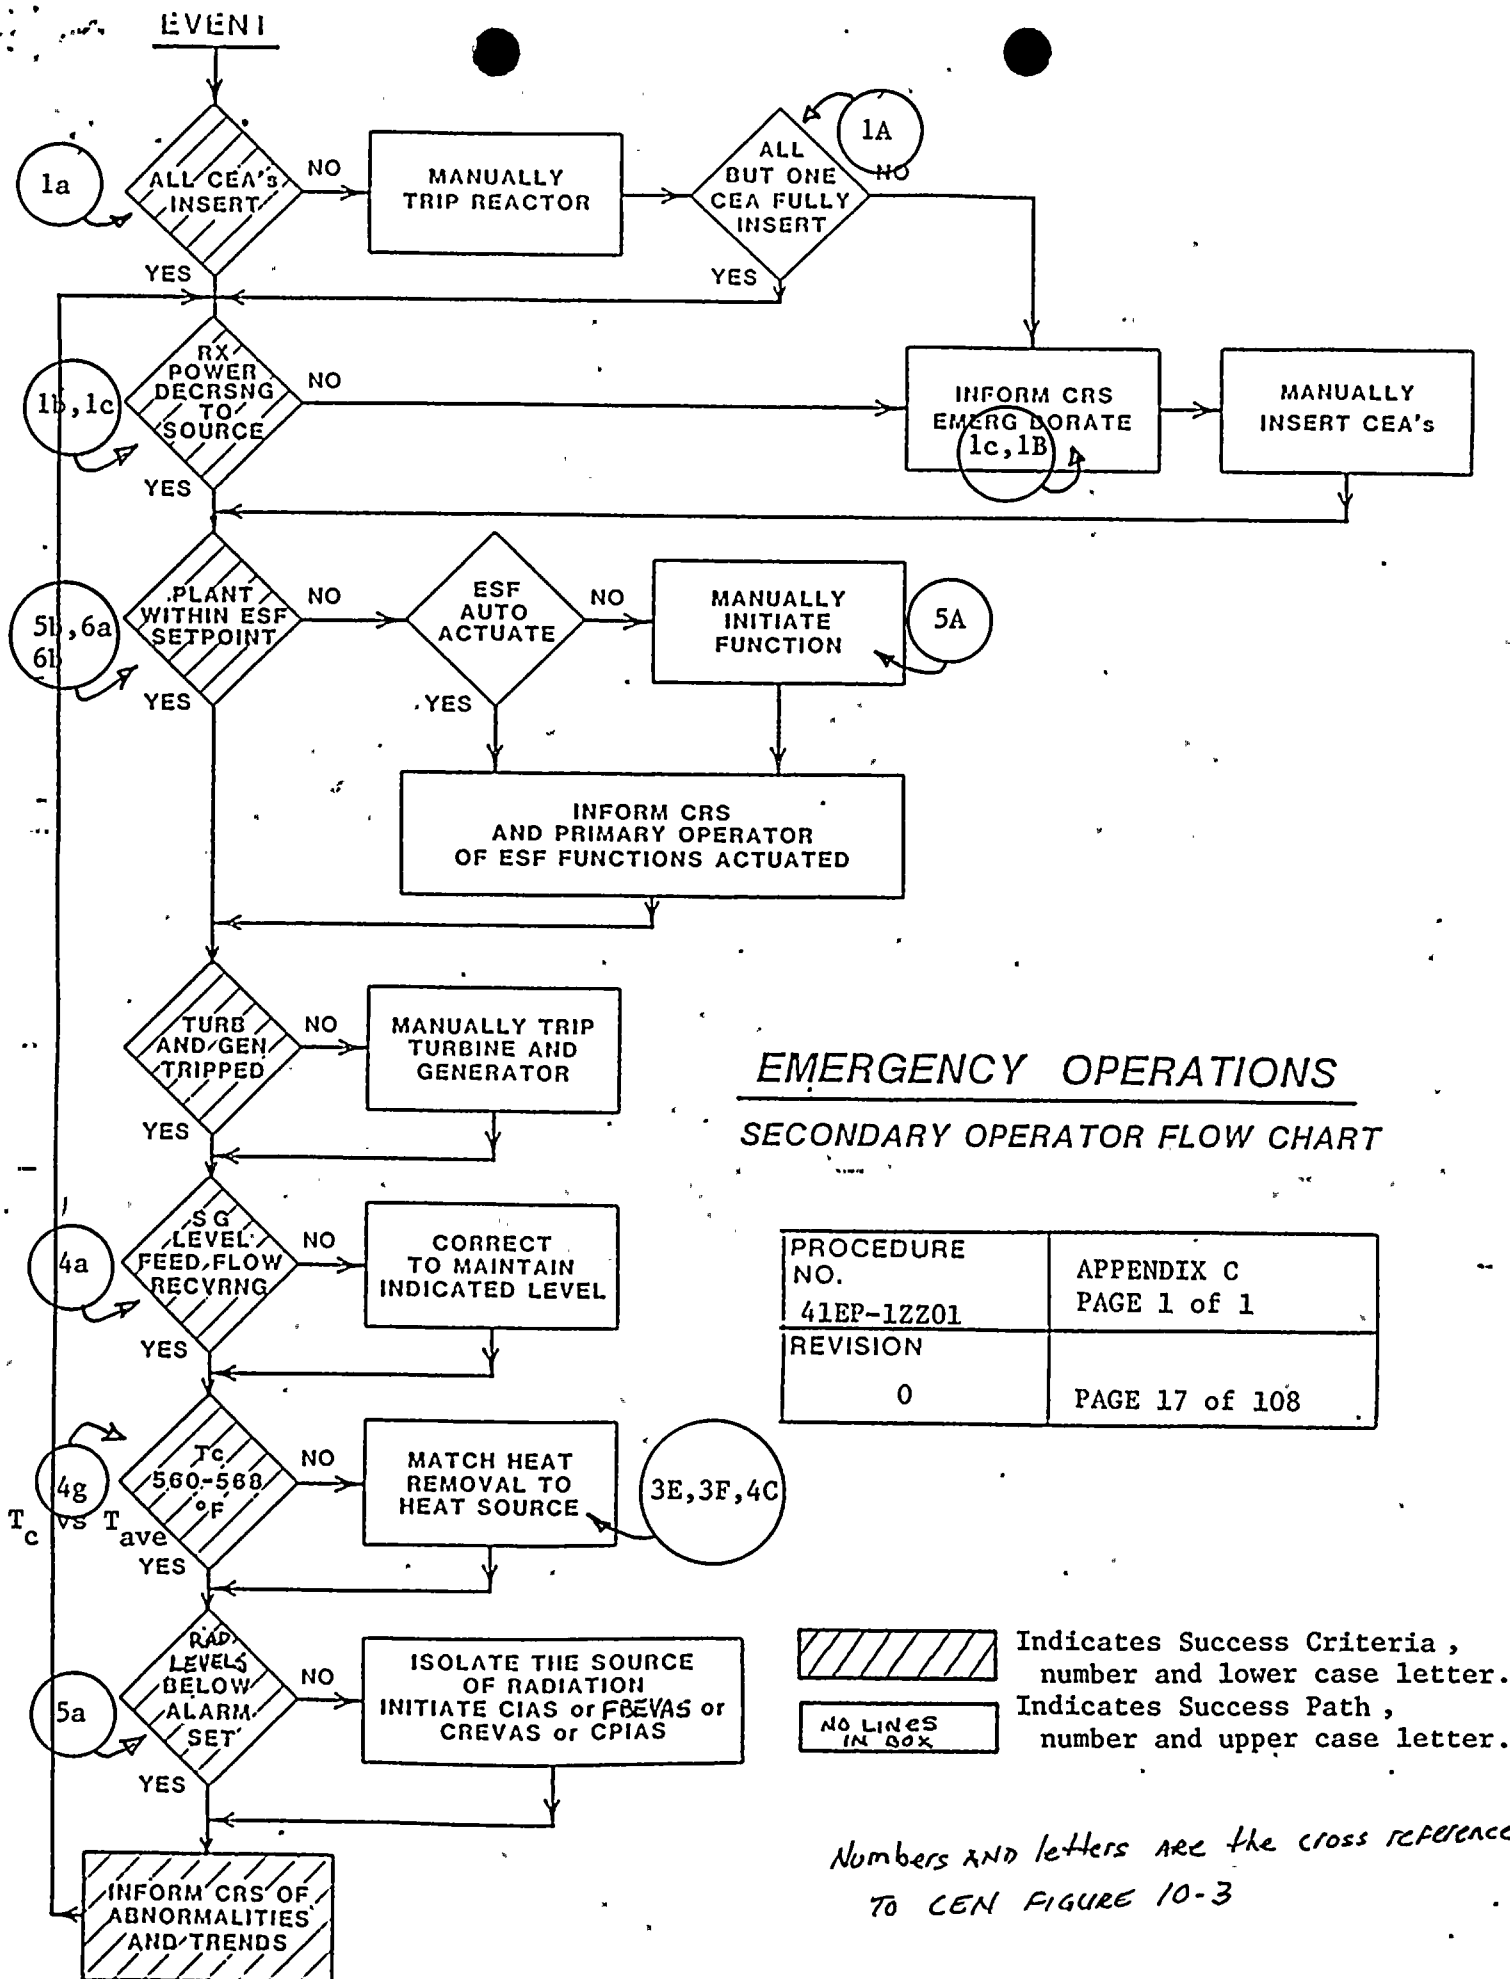 EVENT
1a
ALL CEA's
INSERT
NO
YES
MANUALLY
TRIP REACTOR
ALL
BUT ONE
CEA FULLY
INSERT
1A
NO
YES
RX
POWER
DECRSNG
TO
SOURCE
1b,1c
NO
YES
INFORM CRS
EMERG BORATE
1c,1B
MANUALLY
INSERT CEA's
PLANT
WITHIN ESF
SETPOINT
5b,6a
6b
NO
YES
ESF
AUTO
ACTUATE
NO
YES
MANUALLY
INITIATE
FUNCTION
5A
INFORM CRS
AND PRIMARY OPERATOR
OF ESF FUNCTIONS ACTUATED
TURB
AND GEN
TRIPPED
NO
YES
MANUALLY TRIP
TURBINE AND
GENERATOR
EMERGENCY OPERATIONS
SECONDARY OPERATOR FLOW CHART
SG
LEVEL
FEED FLOW
RECVRNG
4a
NO
YES
CORRECT
TO MAINTAIN
INDICATED LEVEL
PROCEDURE
NO.
41EP-1ZZ01
APPENDIX C
PAGE 1 of 1
REVISION
0
PAGE 17 of 108
Tc
560-568
°F
4g
Tc vs Tave
NO
YES
MATCH HEAT
REMOVAL TO
HEAT SOURCE
3E,3F,4C
RAD
LEVELS
BELOW
ALARM
SET
5a
NO
YES
ISOLATE THE SOURCE
OF RADIATION
INITIATE CIAS or FBEVAS or
CREVAS or CPIAS
Indicates Success Criteria,
number and lower case letter.
NO LINES
IN BOX
Indicates Success Path,
number and upper case letter.
INFORM CRS OF
ABNORMALITIES
AND TRENDS
Numbers AND letters ARE the cross reference
TO CEN FIGURE 10-3